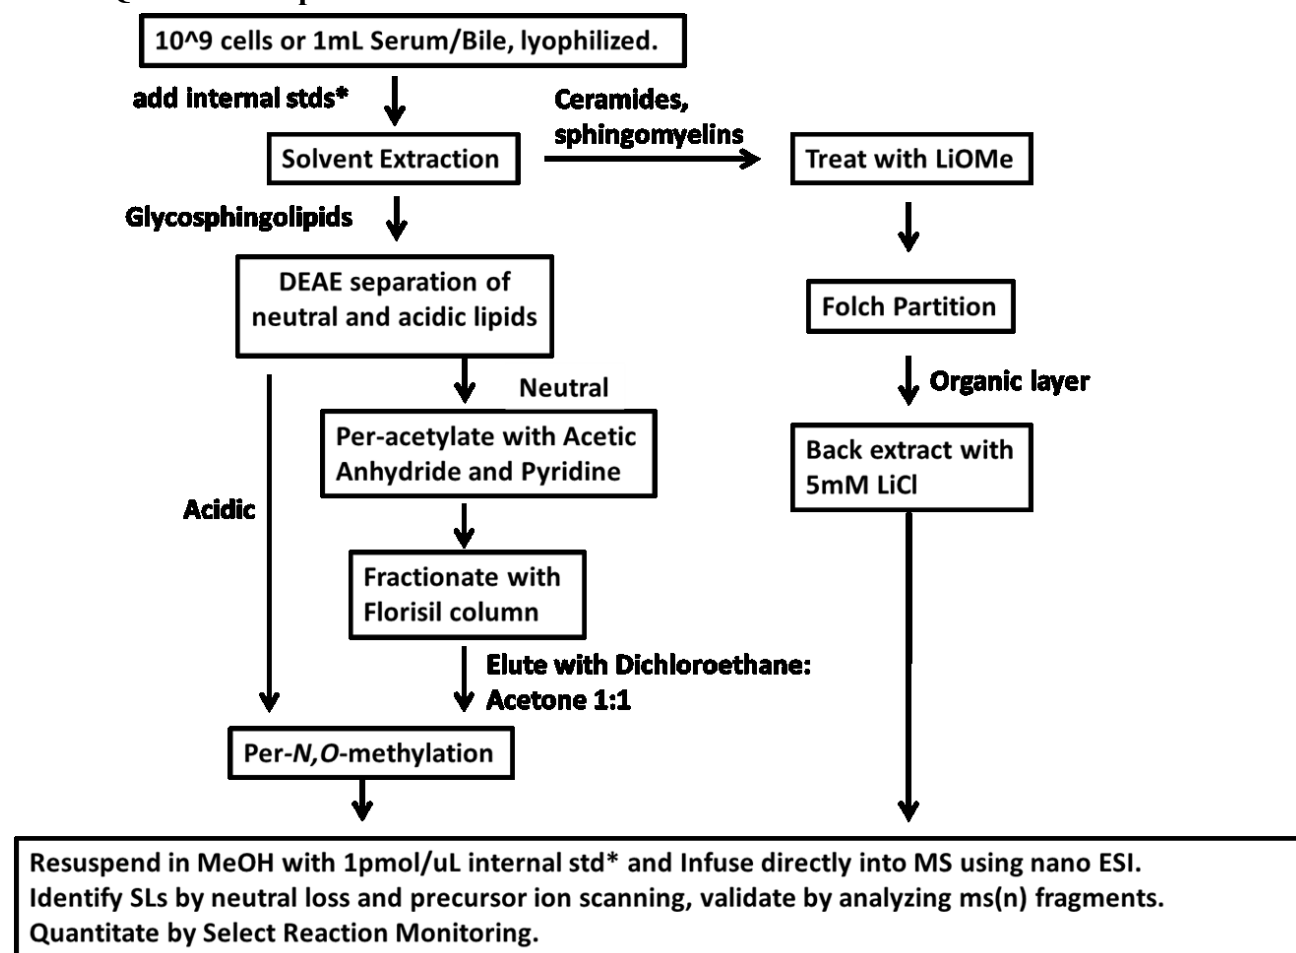 10^9 cells or 1mL Serum/Bile, lyophilized.
add internal stds*
Ceramides,
sphingomyelins
Solvent Extraction
Treat with LiOMe
Glycosphingolipids
DEAE separation of
neutral and acidic lipids
Folch Partition
Organic layer
Neutral
Per-acetylate with Acetic
Anhydride and Pyridine
Back extract with
5mM LiCl
Acidic
Fractionate with
Florisil column
Elute with Dichloroethane:
Acetone 1:1
Per-N,O-methylation
Resuspend in MeOH with 1pmol/uL internal std* and Infuse directly into MS using nano ESI.
Identify SLs by neutral loss and precursor ion scanning, validate by analyzing ms(n) fragments.
Quantitate by Select Reaction Monitoring.